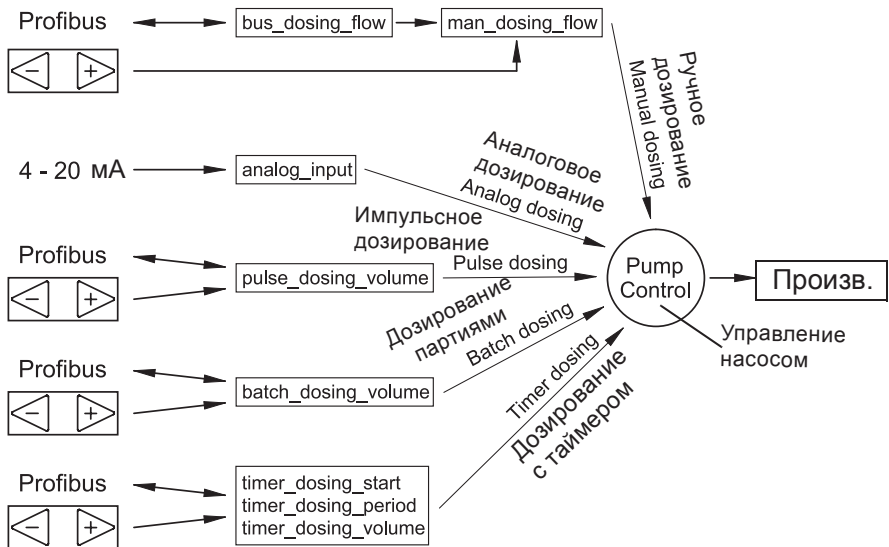 Profibus
bus_dosing_flow
man_dosing_flow
− +
Ручное
дозирование
Manual dosing
4 - 20 мА
analog_input
Аналоговое
дозирование
Analog dosing
Импульсное
дозирование
Profibus
− +
pulse_dosing_volume
Pulse dosing
Pump
Control
Произв.
Дозирование
партиями
Batch dosing
Управление
насосом
Profibus
− +
batch_dosing_volume
Timer dosing
Дозирование
с таймером
Profibus
− +
timer_dosing_start
timer_dosing_period
timer_dosing_volume